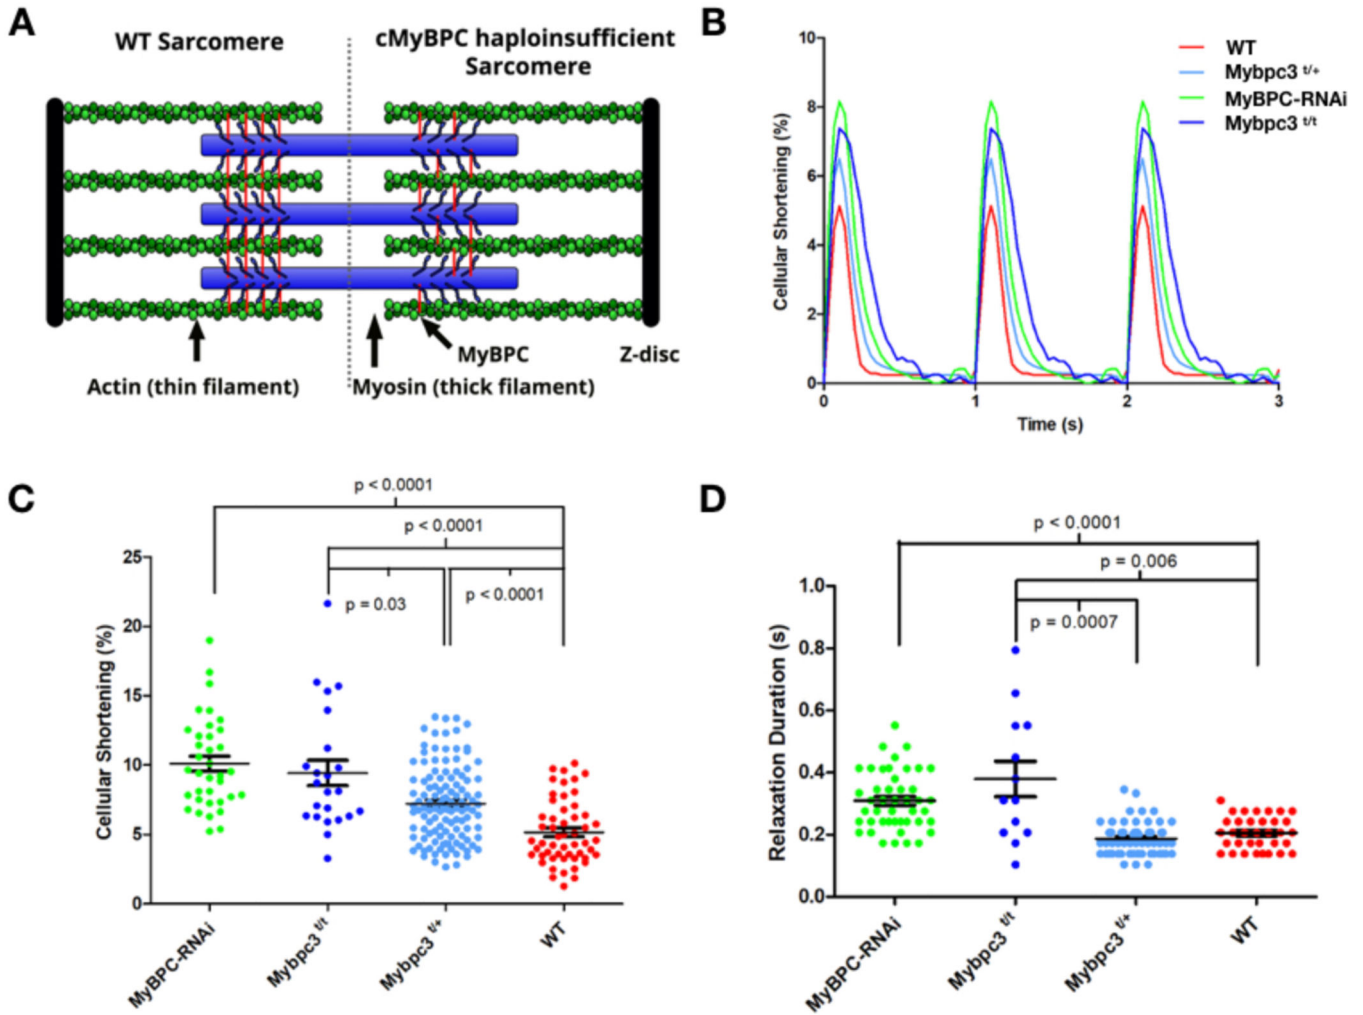 A
WT Sarcomere
cMyBPC haploinsufficient
Sarcomere
MyBPC
Z-disc
Actin (thin filament)
Myosin (thick filament)
B
10
8
6
4
2
0
Cellular Shortening (%)
0
1
2
3
Time (s)
WT
Mybpc3 t/+
MyBPC-RNAi
Mybpc3 t/t
C
p < 0.0001
p < 0.0001
p = 0.03
p < 0.0001
25
20
15
10
5
0
Cellular Shortening (%)
MyBPC-RNAi
Mybpc3 t/t
Mybpc3 t/+
WT
D
p < 0.0001
p = 0.006
p = 0.0007
1.0
0.8
0.6
0.4
0.2
0.0
Relaxation Duration (s)
MyBPC-RNAi
Mybpc3 t/t
Mybpc3 t/+
WT